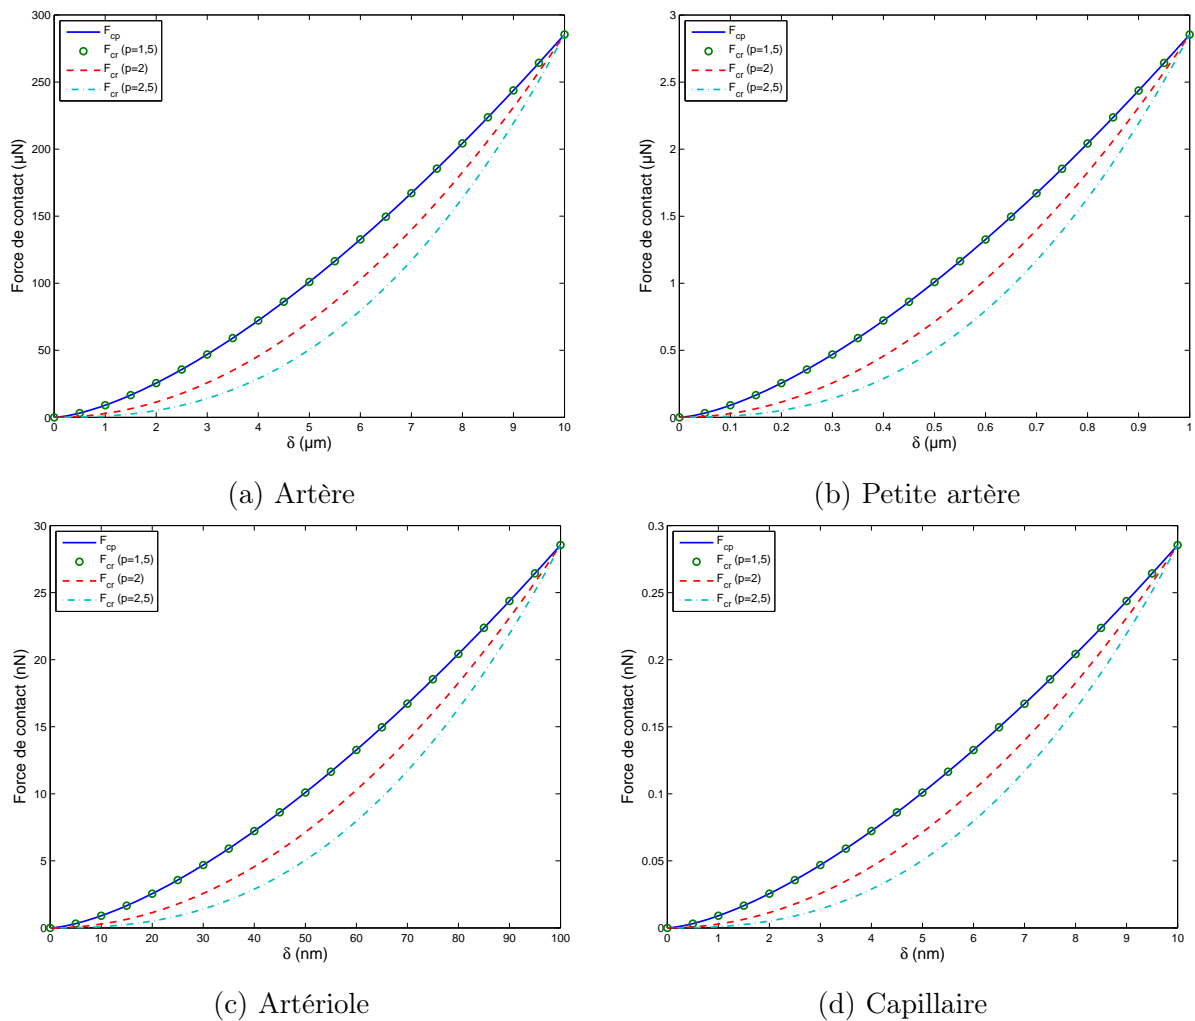 300
250
200
150
100
50
0
F_cp
F_cr (p=1,5)
F_cr (p=2)
F_cr (p=2,5)
Force de contact (µN)
0 1 2 3 4 5 6 7 8 9 10
δ (µm)
(a) Artère
3
2.5
2
1.5
1
0.5
0
F_cp
F_cr (p=1,5)
F_cr (p=2)
F_cr (p=2,5)
Force de contact (µN)
0 0.1 0.2 0.3 0.4 0.5 0.6 0.7 0.8 0.9 1
δ (µm)
(b) Petite artère
30
25
20
15
10
5
0
F_cp
F_cr (p=1,5)
F_cr (p=2)
F_cr (p=2,5)
Force de contact (nN)
0 10 20 30 40 50 60 70 80 90 100
δ (nm)
(c) Artériole
0.3
0.25
0.2
0.15
0.1
0.05
0
F_cp
F_cr (p=1,5)
F_cr (p=2)
F_cr (p=2,5)
Force de contact (nN)
0 1 2 3 4 5 6 7 8 9 10
δ (nm)
(d) Capillaire